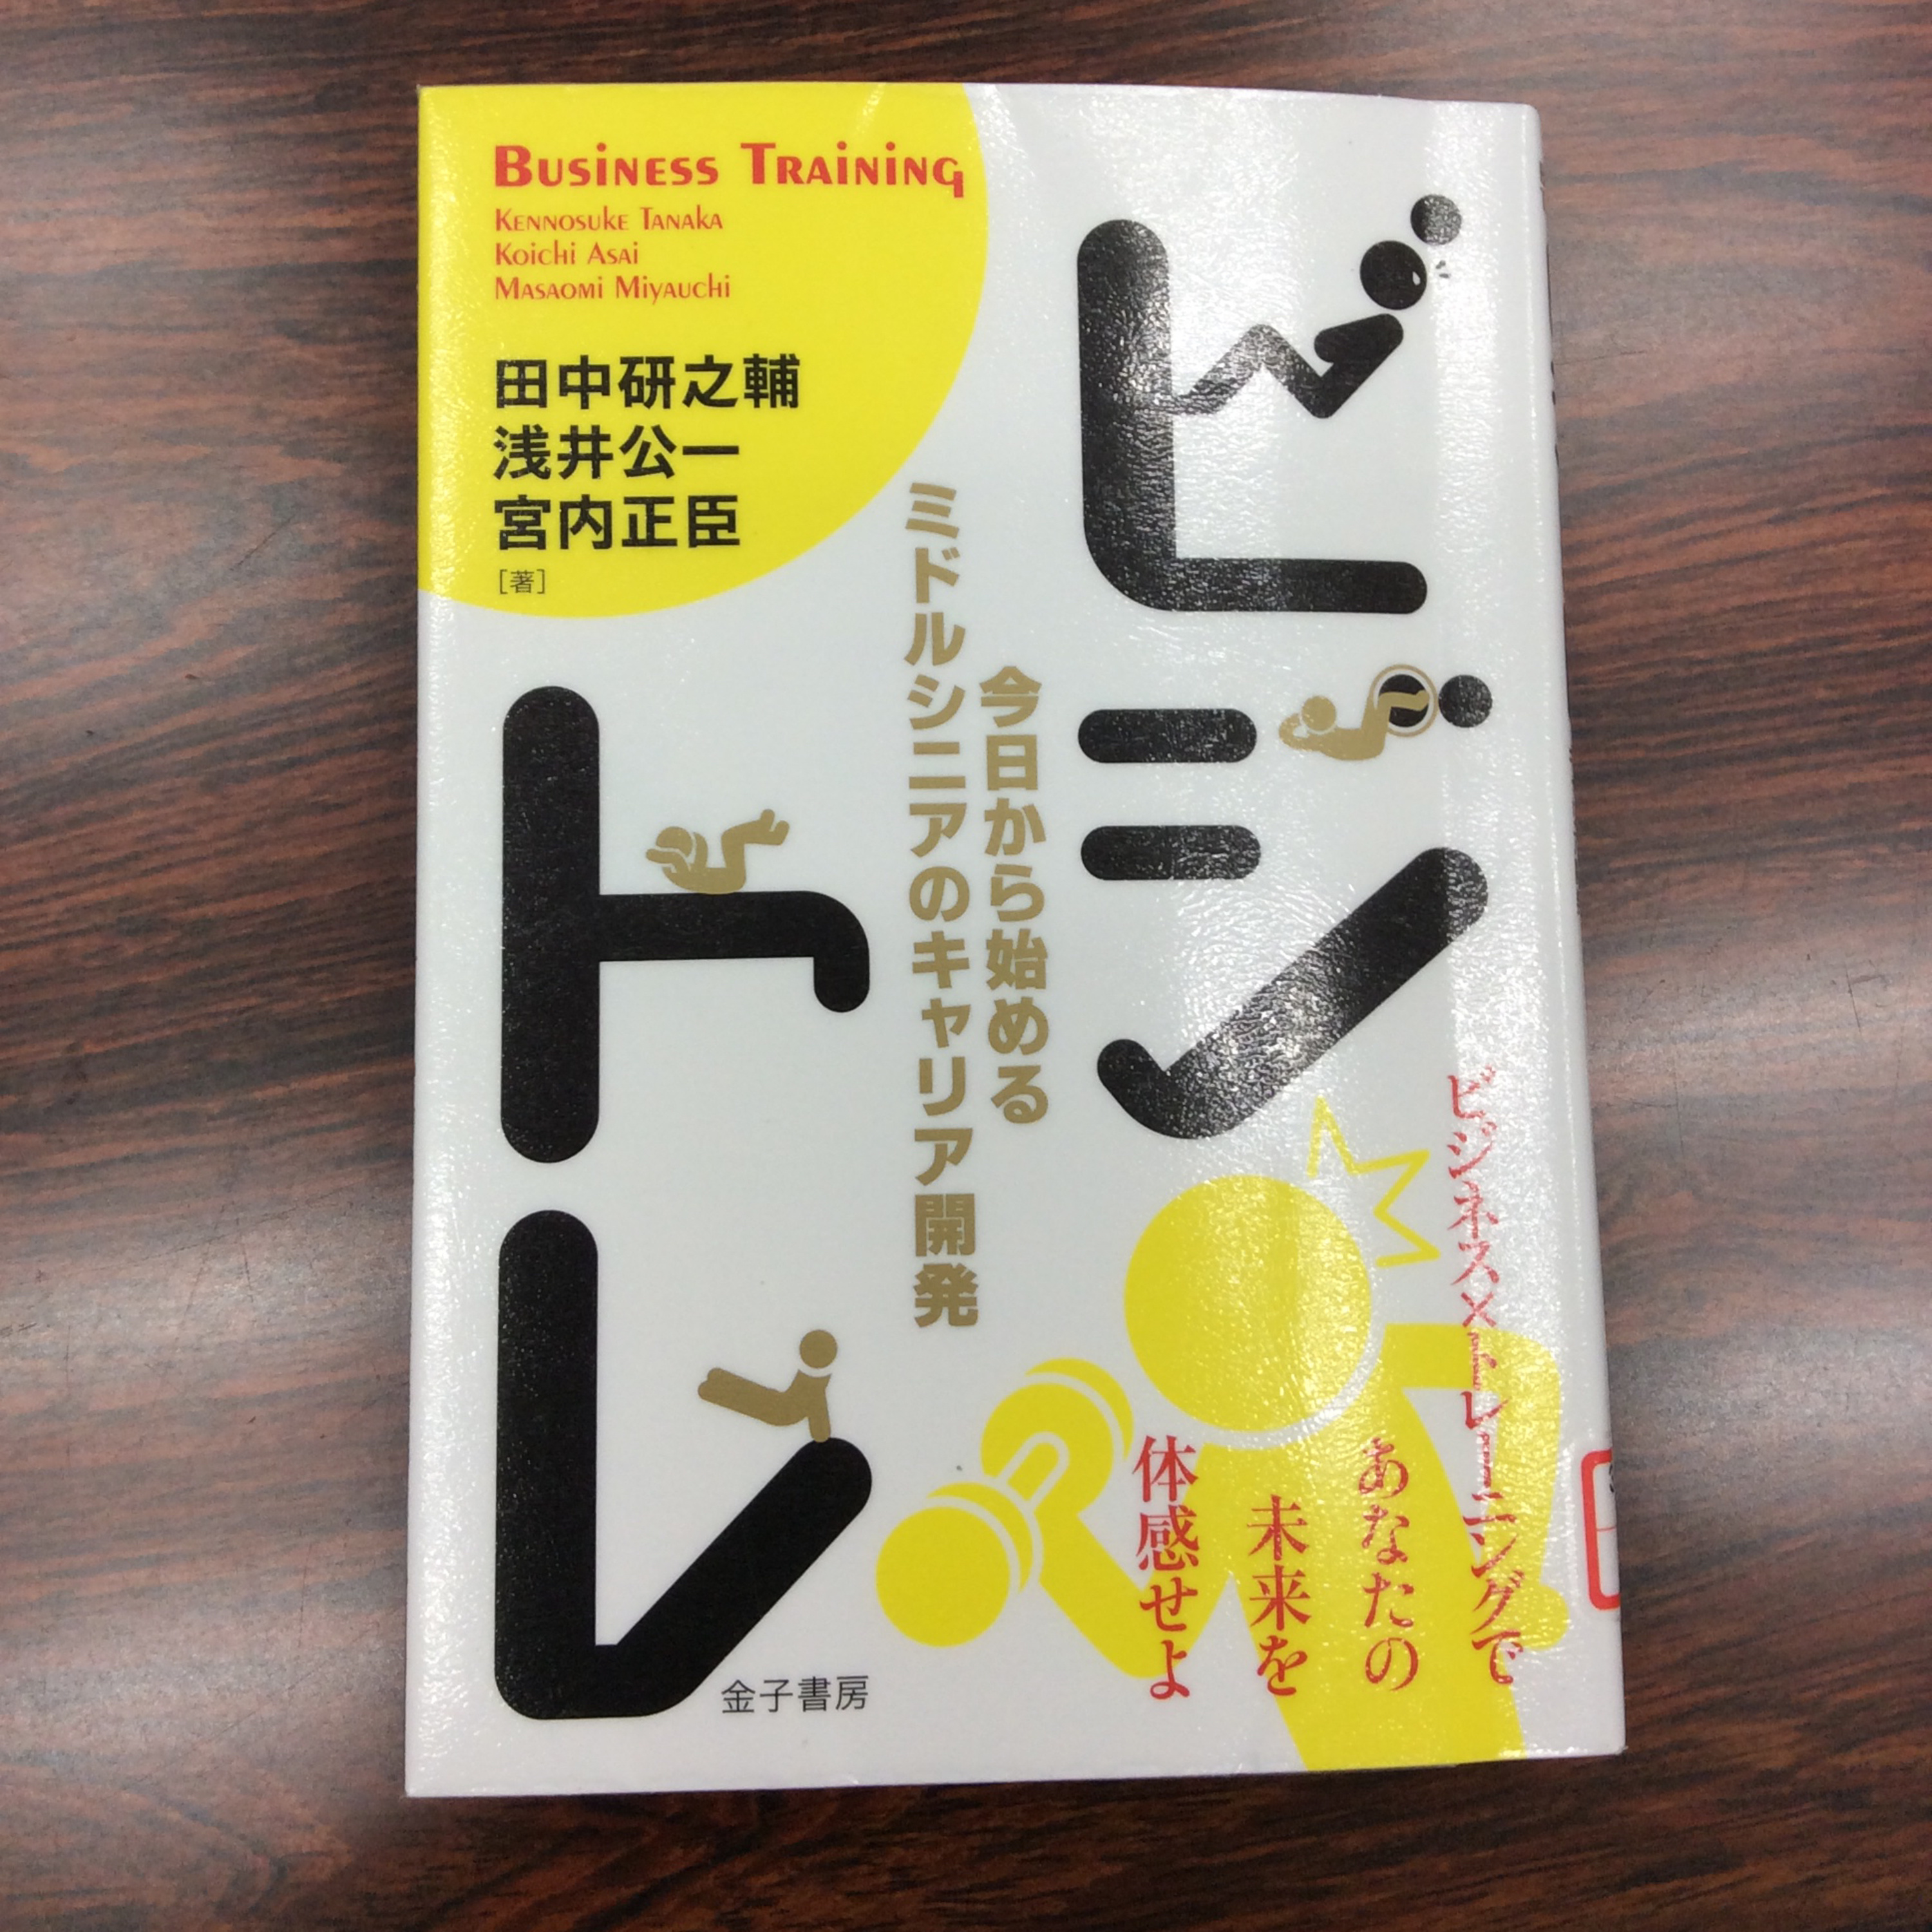 BUSINESS TRAINING
KENNOSUKE TANAKA
KOICHI ASAI
MASAOMI MIYAUCHI
田中研之輔
浅井公一
宮内正臣
[著]
ビジ
トレ
今日から始める
ミドルシニアのキャリア開発
ビジネス×トレーニングで
あなたの
未来を
体感せよ
金子書房